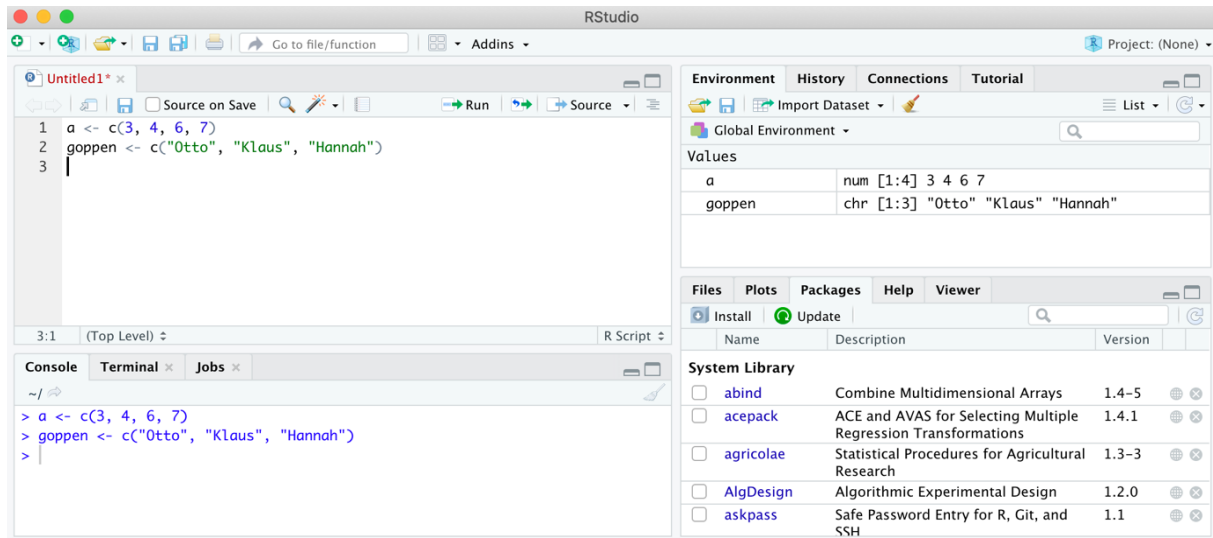 RStudio
Go to file/function
Addins
Project: (None)
Untitled1*
Source on Save
Run
Source
1 a <- c(3, 4, 6, 7)
2 goppen <- c("Otto", "Klaus", "Hannah")
3
3:1 (Top Level)
R Script
Console Terminal Jobs
~/
> a <- c(3, 4, 6, 7)
> goppen <- c("Otto", "Klaus", "Hannah")
>
Environment History Connections Tutorial
Import Dataset
List
Global Environment
Values
a num [1:4] 3 4 6 7
goppen chr [1:3] "Otto" "Klaus" "Hannah"
Files Plots Packages Help Viewer
Install Update
Name Description Version
System Library
abind Combine Multidimensional Arrays 1.4-5
acepack ACE and AVAS for Selecting Multiple 1.4.1
Regression Transformations
agricolae Statistical Procedures for Agricultural 1.3-3
Research
AlgDesign Algorithmic Experimental Design 1.2.0
askpass Safe Password Entry for R, Git, and 1.1
SSH